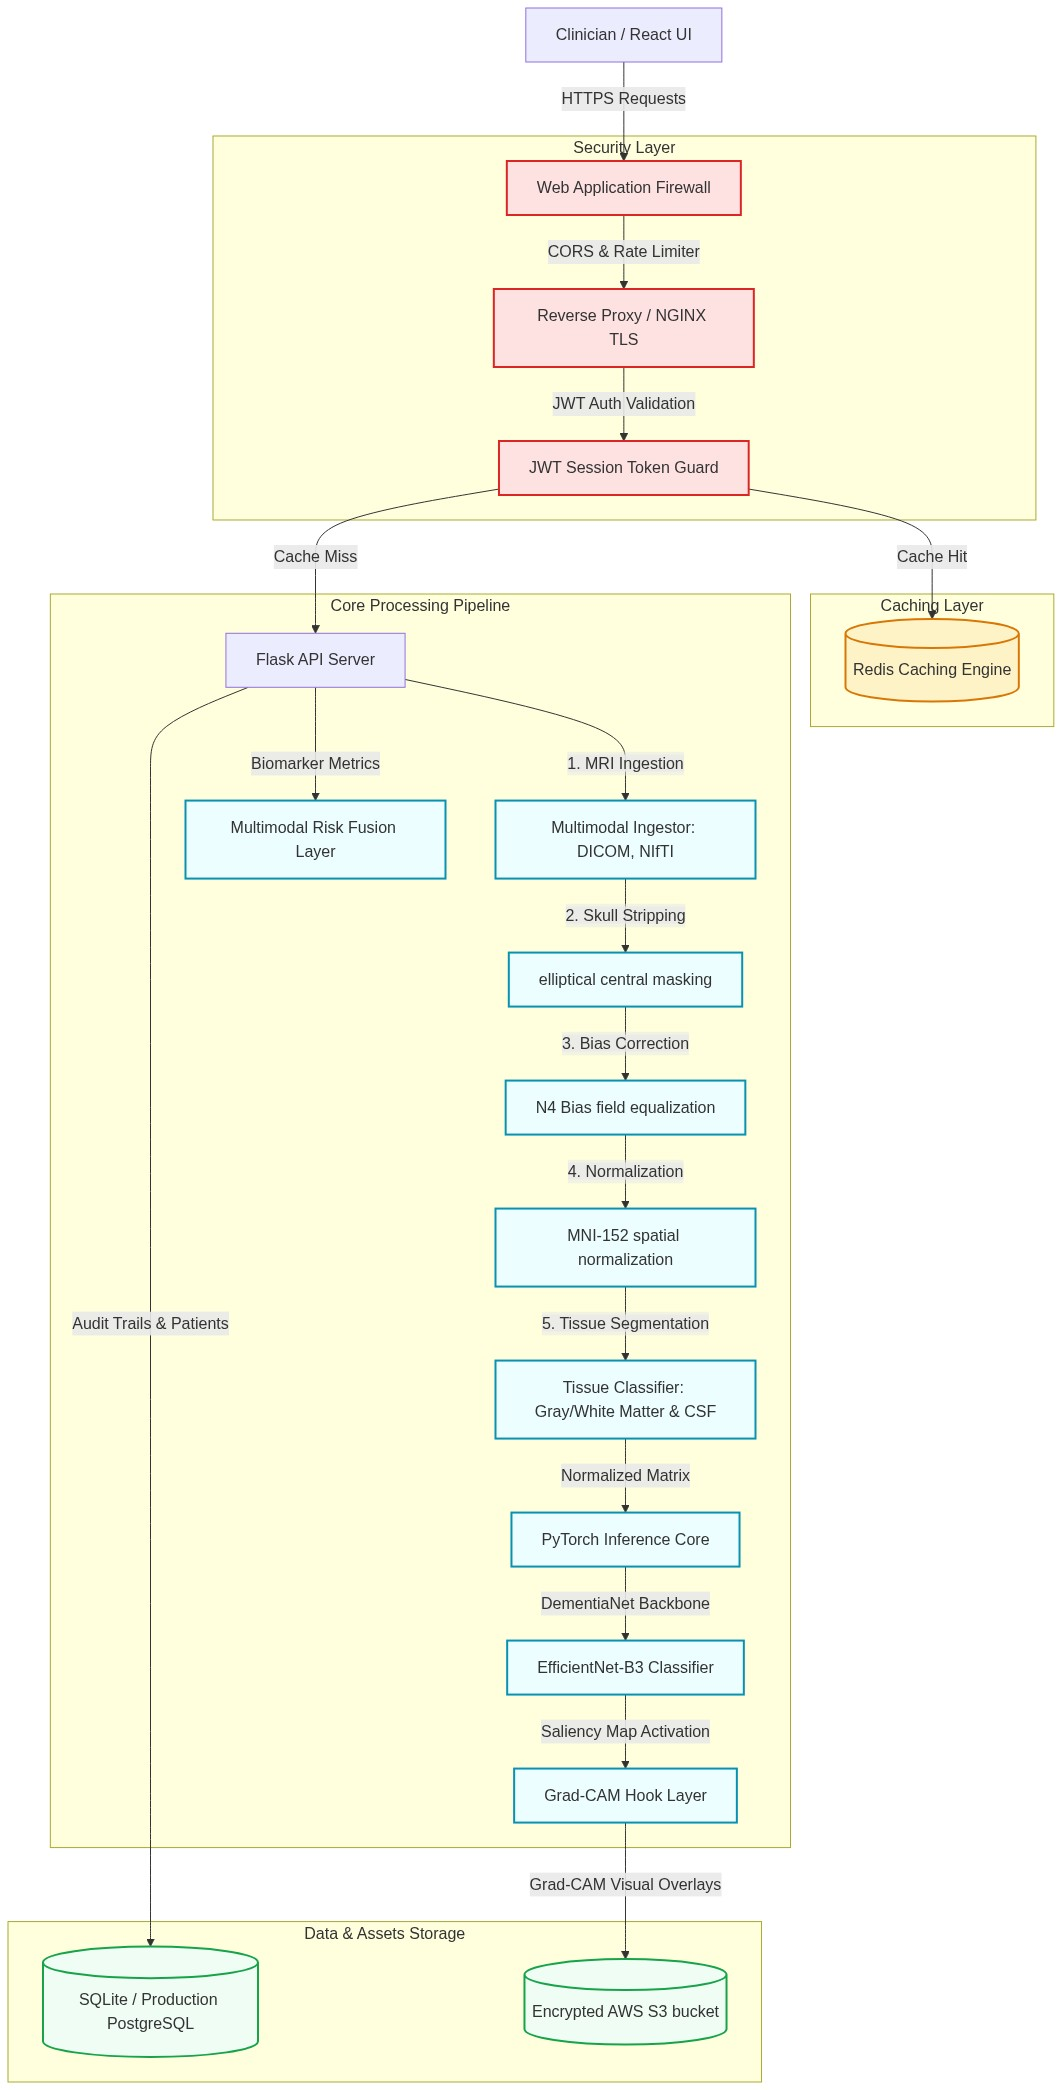 Clinician / React UI
HTTPS Requests
Security Layer
Web Application Firewall
CORS & Rate Limiter
Reverse Proxy / NGINX
TLS
JWT Auth Validation
JWT Session Token Guard
Cache Miss
Cache Hit
Core Processing Pipeline
Caching Layer
Flask API Server
Redis Caching Engine
Biomarker Metrics
1. MRI Ingestion
Multimodal Risk Fusion
Layer
Multimodal Ingestor:
DICOM, NIfTI
2. Skull Stripping
elliptical central masking
3. Bias Correction
N4 Bias field equalization
4. Normalization
MNI-152 spatial
normalization
Audit Trails & Patients
5. Tissue Segmentation
Tissue Classifier:
Gray/White Matter & CSF
Normalized Matrix
PyTorch Inference Core
DementiaNet Backbone
EfficientNet-B3 Classifier
Saliency Map Activation
Grad-CAM Hook Layer
Grad-CAM Visual Overlays
Data & Assets Storage
SQLite / Production
PostgreSQL
Encrypted AWS S3 bucket